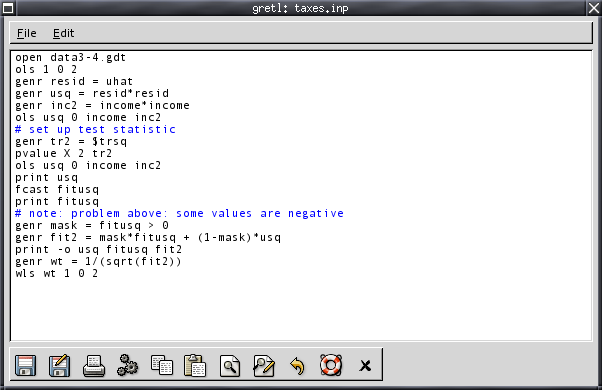 gretl: taxes.inp
File Edit
open data3-4.gdt
ols 1 0 2
genr resid = uhat
genr usq = resid*resid
genr inc2 = income*income
ols usq 0 income inc2
# set up test statistic
genr tr2 = $trsq
pvalue X 2 tr2
ols usq 0 income inc2
print usq
fcast fitusq
print fitusq
# note: problem above: some values are negative
genr mask = fitusq > 0
genr fit2 = mask*fitusq + (1-mask)*usq
print -o usq fitusq fit2
genr wt = 1/(sqrt(fit2))
wls wt 1 0 2